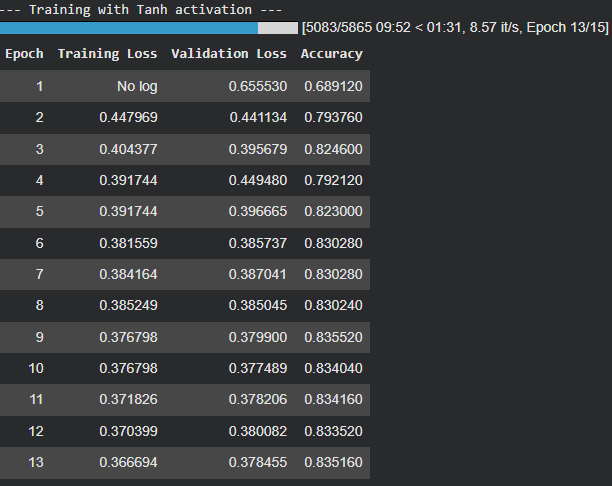 --- Training with Tanh activation ---
[5083/5865 09:52 < 01:31, 8.57 it/s, Epoch 13/15]
Epoch Training Loss Validation Loss Accuracy
1 No log 0.655530 0.689120
2 0.447969 0.441134 0.793760
3 0.404377 0.395679 0.824600
4 0.391744 0.449480 0.792120
5 0.391744 0.396665 0.823000
6 0.381559 0.385737 0.830280
7 0.384164 0.387041 0.830280
8 0.385249 0.385045 0.830240
9 0.376798 0.379900 0.835520
10 0.376798 0.377489 0.834040
11 0.371826 0.378206 0.834160
12 0.370399 0.380082 0.833520
13 0.366694 0.378455 0.835160